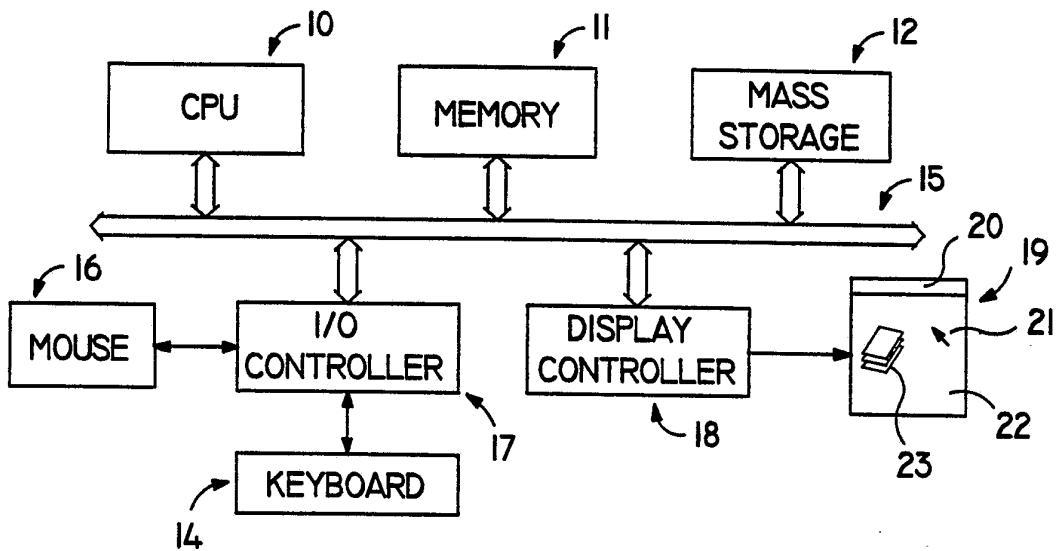 10
11
12
CPU
MEMORY
MASS
STORAGE
15
20
19
16
MOUSE
I/O
CONTROLLER
DISPLAY
CONTROLLER
21
17
18
22
23
KEYBOARD
14